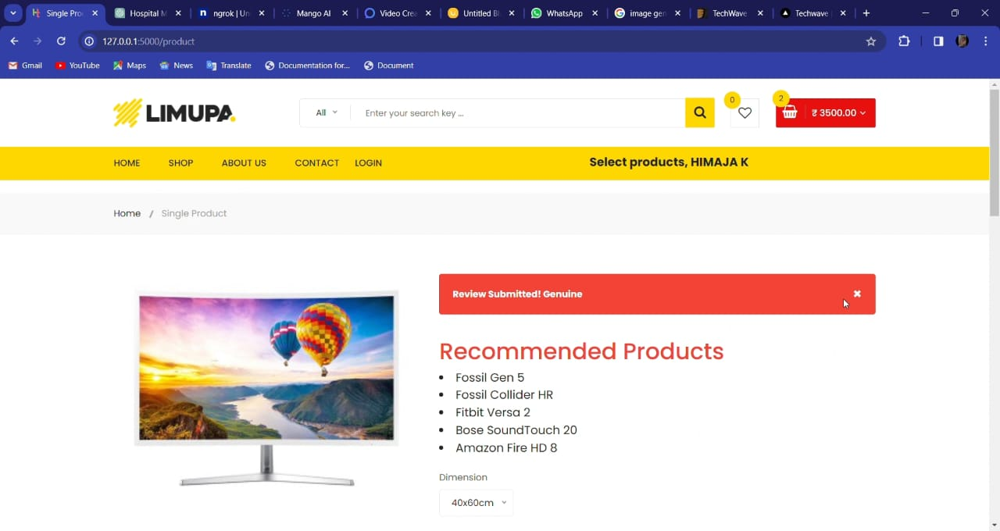 Single Pro
Hospital M
ngrok | Un
Mango AI
Video Crea
Untitled Bl
WhatsApp
image gen
TechWave
Techwave
127.0.0.1:5000/product
Gmail
YouTube
Maps
News
Translate
Documentation for...
Document
LIMUPA.
All
Enter your search key ...
0
2
₹ 3500.00
HOME
SHOP
ABOUT US
CONTACT
LOGIN
Select products, HIMAJA K
Home / Single Product
Review Submitted! Genuine
Recommended Products
Fossil Gen 5
Fossil Collider HR
Fitbit Versa 2
Bose SoundTouch 20
Amazon Fire HD 8
Dimension
40x60cm